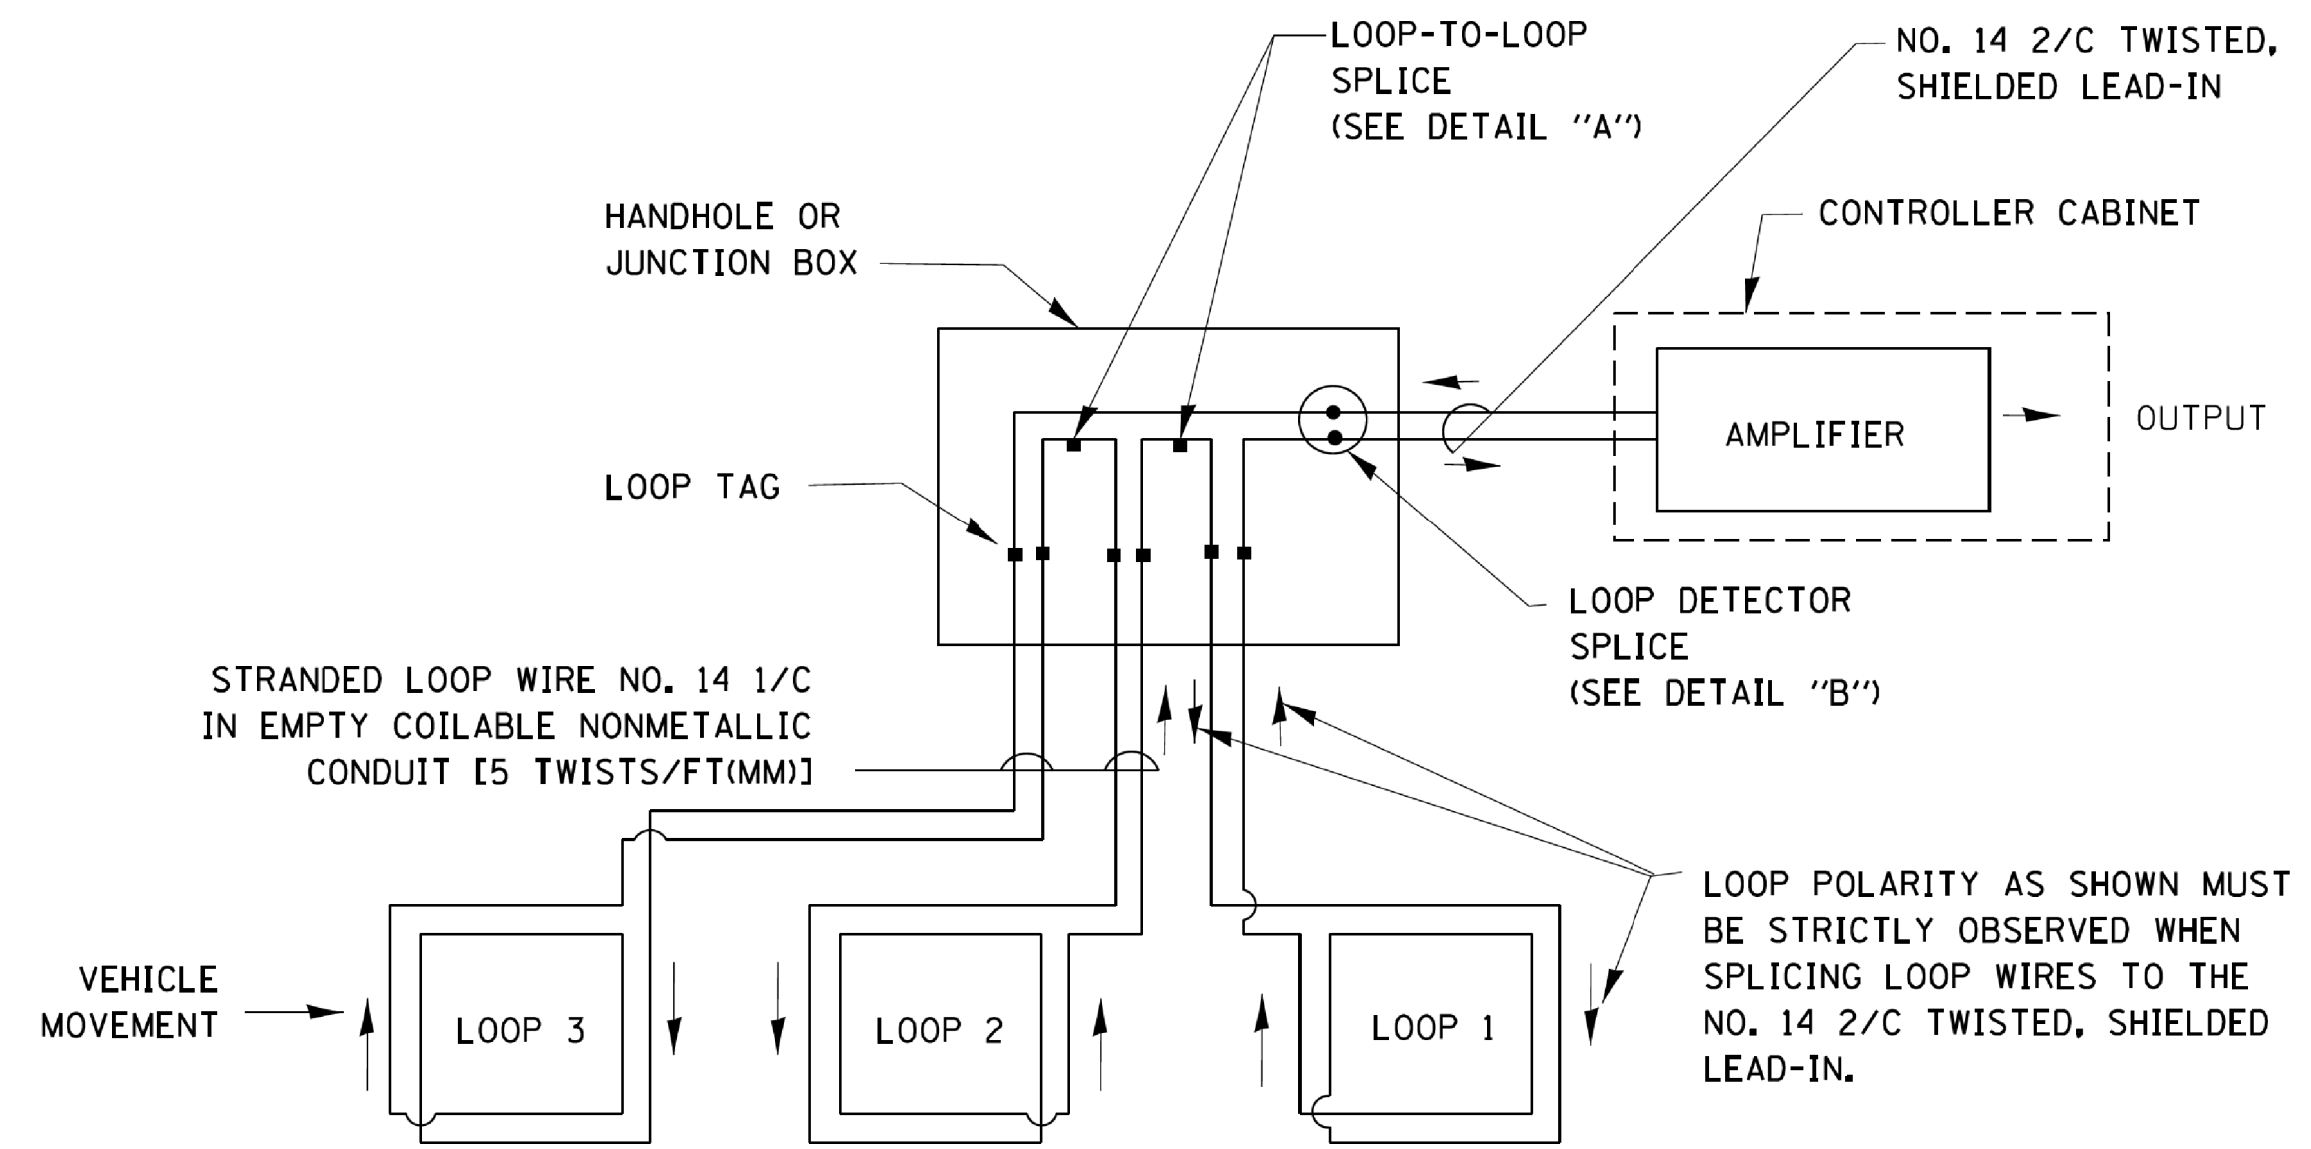 LOOP-TO-LOOP
SPLICE
(SEE DETAIL "A")
NO. 14 2/C TWISTED,
SHIELDED LEAD-IN
HANDHOLE OR
JUNCTION BOX
CONTROLLER CABINET
AMPLIFIER
OUTPUT
LOOP TAG
LOOP DETECTOR
SPLICE
(SEE DETAIL "B")
STRANDED LOOP WIRE NO. 14 1/C
IN EMPTY COILABLE NONMETALLIC
CONDUIT [5 TWISTS/FT(MM)]
VEHICLE
MOVEMENT
LOOP 3
LOOP 2
LOOP 1
LOOP POLARITY AS SHOWN MUST
BE STRICTLY OBSERVED WHEN
SPLICING LOOP WIRES TO THE
NO. 14 2/C TWISTED, SHIELDED
LEAD-IN.